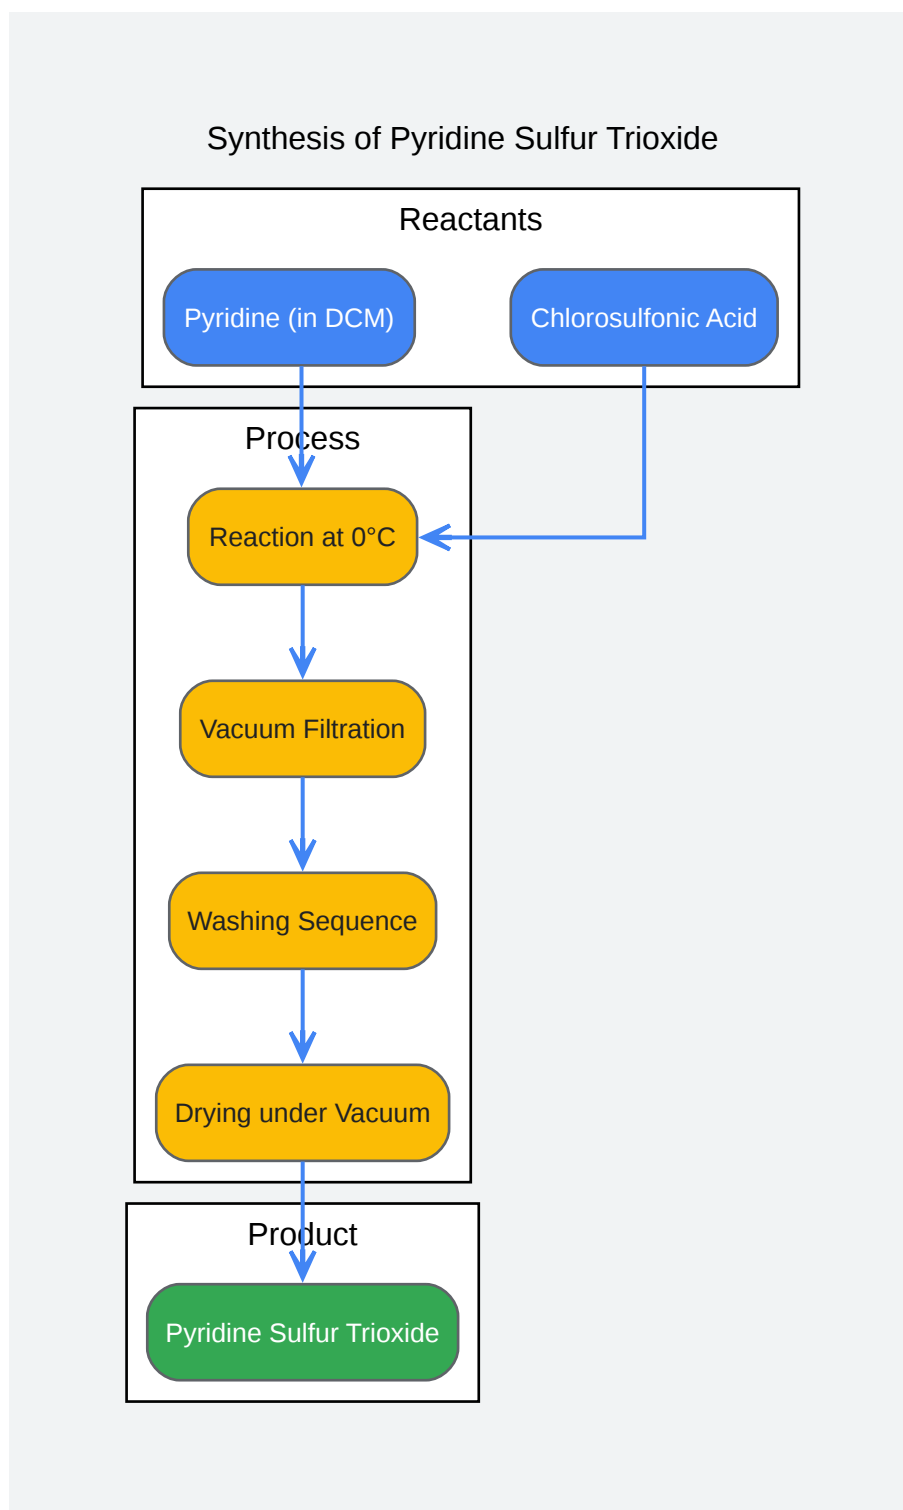 Synthesis of Pyridine Sulfur Trioxide
Reactants
Pyridine (in DCM)
Chlorosulfonic Acid
Process
Reaction at 0°C
Vacuum Filtration
Washing Sequence
Drying under Vacuum
Product
Pyridine Sulfur Trioxide